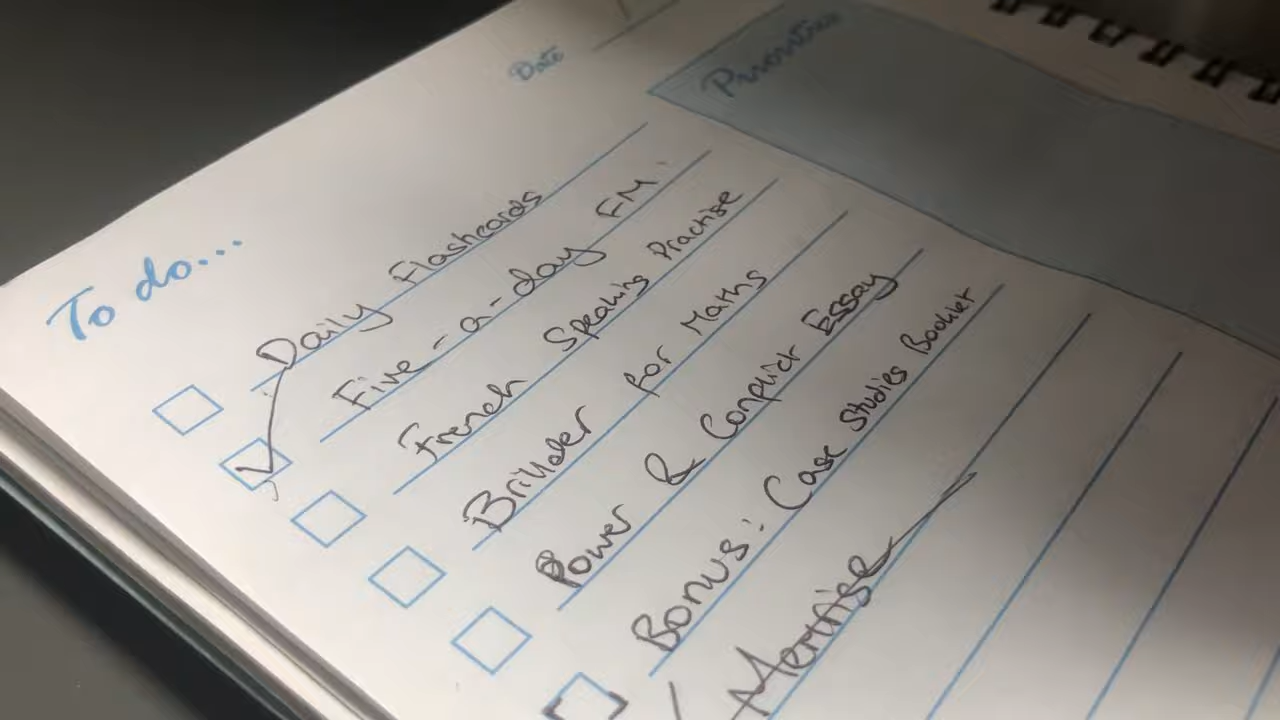 Date
Priorities
To do...
Daily Flashcards
Five-a-day FM
French Speaking Practise
Brillder for Maths
Power & Conflict Essay
Bonus: Case Studies Booklet